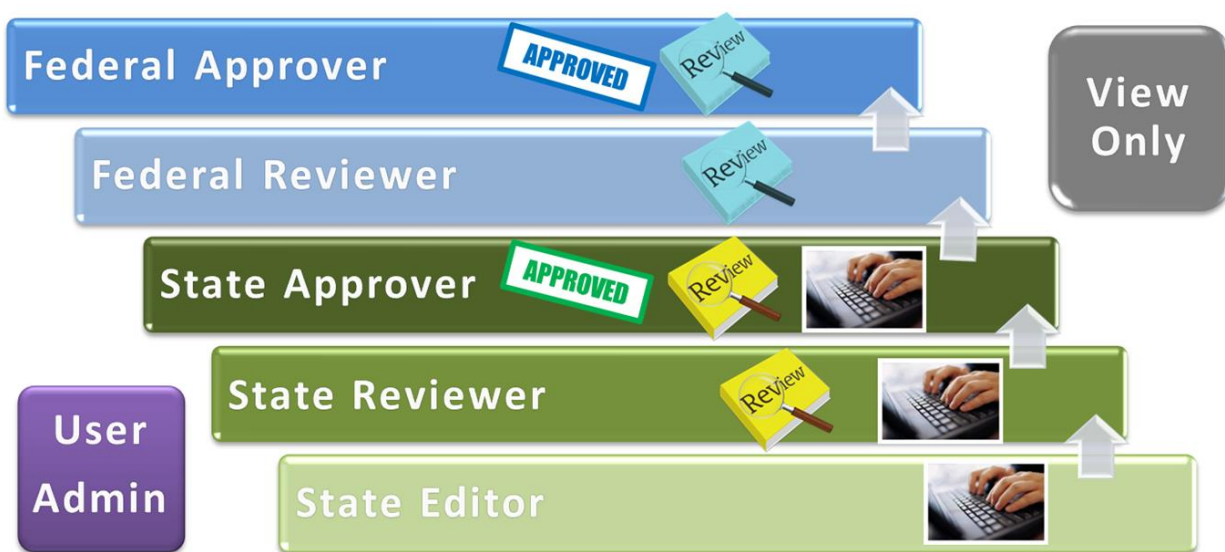 Federal Approver
APPROVED
Review
View
Only
Federal Reviewer
Review
State Approver
APPROVED
Review
State Reviewer
Review
User
Admin
State Editor